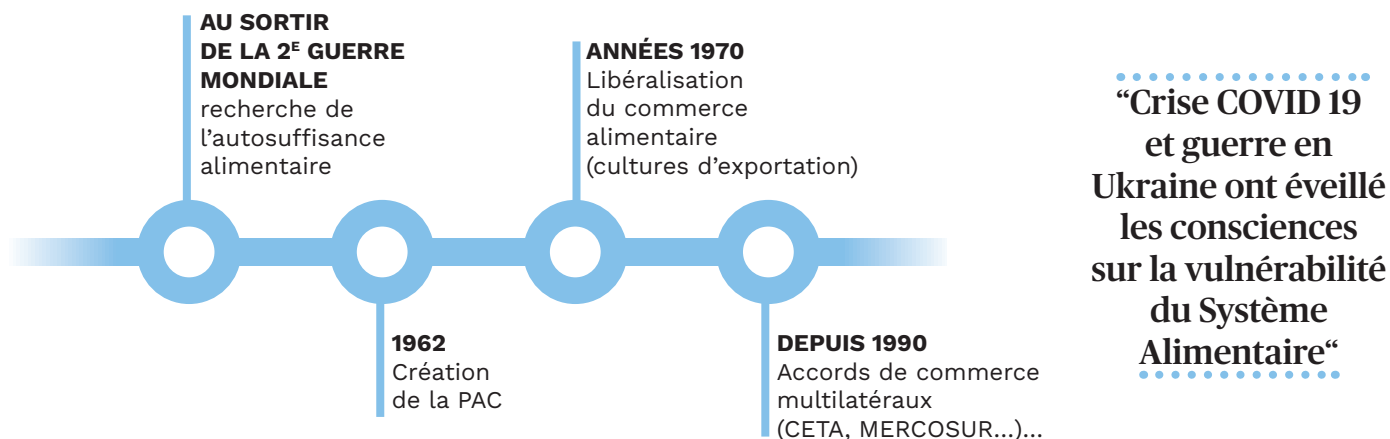 AU SORTIR
DE LA 2E GUERRE
MONDIALE
recherche de
l’autosuffisance
alimentaire
1962
Création
de la PAC
ANNÉES 1970
Libéralisation
du commerce
alimentaire
(cultures d’exportation)
DEPUIS 1990
Accords de commerce
multilatéraux
(CETA, MERCOSUR...)...
“Crise COVID 19
et guerre en
Ukraine ont éveillé
les consciences
sur la vulnérabilité
du Système
Alimentaire“